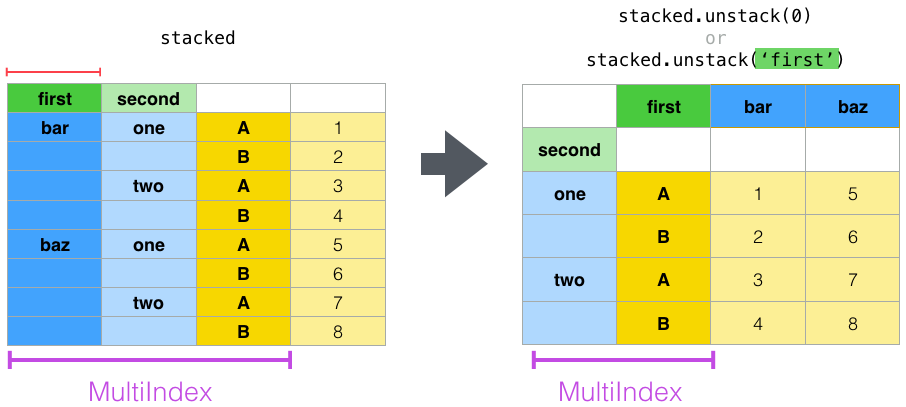 stacked
first second
bar one A 1
B 2
two A 3
B 4
baz one A 5
B 6
two A 7
B 8
MultiIndex
stacked.unstack(0)
or
stacked.unstack(‘first’)
first bar baz
second
one A 1 5
B 2 6
two A 3 7
B 4 8
MultiIndex